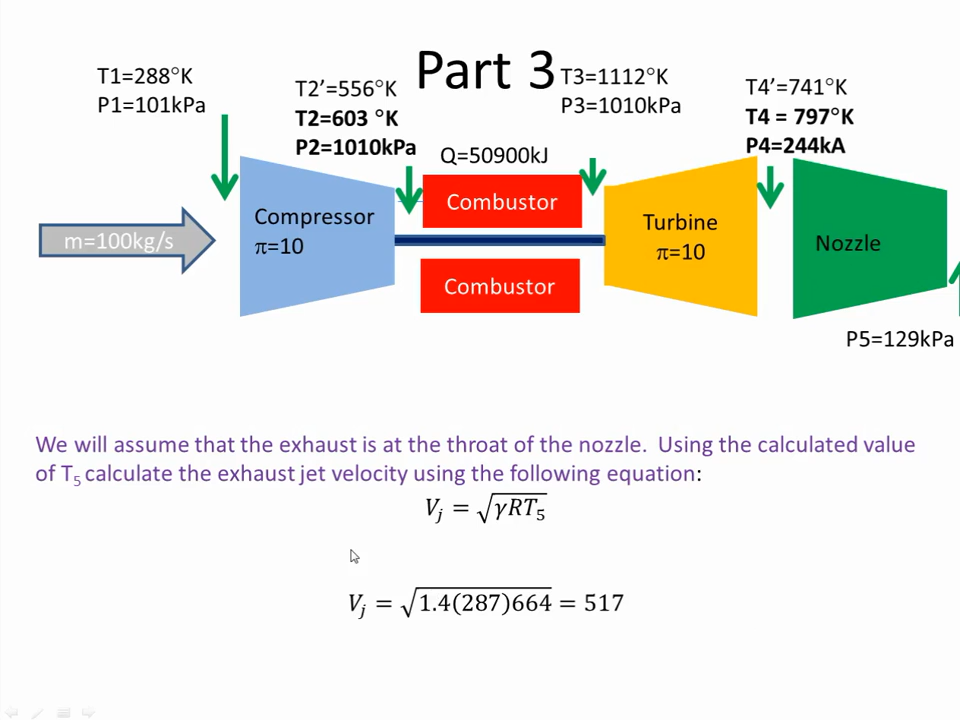 Part 3
T1=288°K
P1=101kPa
T2’=556°K
T2=603 °K
P2=1010kPa
Q=50900kJ
T3=1112°K
P3=1010kPa
T4’=741°K
T4 = 797°K
P4=244kA
m=100kg/s
Compressor
π=10
Combustor
Combustor
Turbine
π=10
Nozzle
P5=129kPa
We will assume that the exhaust is at the throat of the nozzle.  Using the calculated value
of T₅ calculate the exhaust jet velocity using the following equation:
Vⱼ = √γRT₅
Vⱼ = √1.4(287)664 = 517